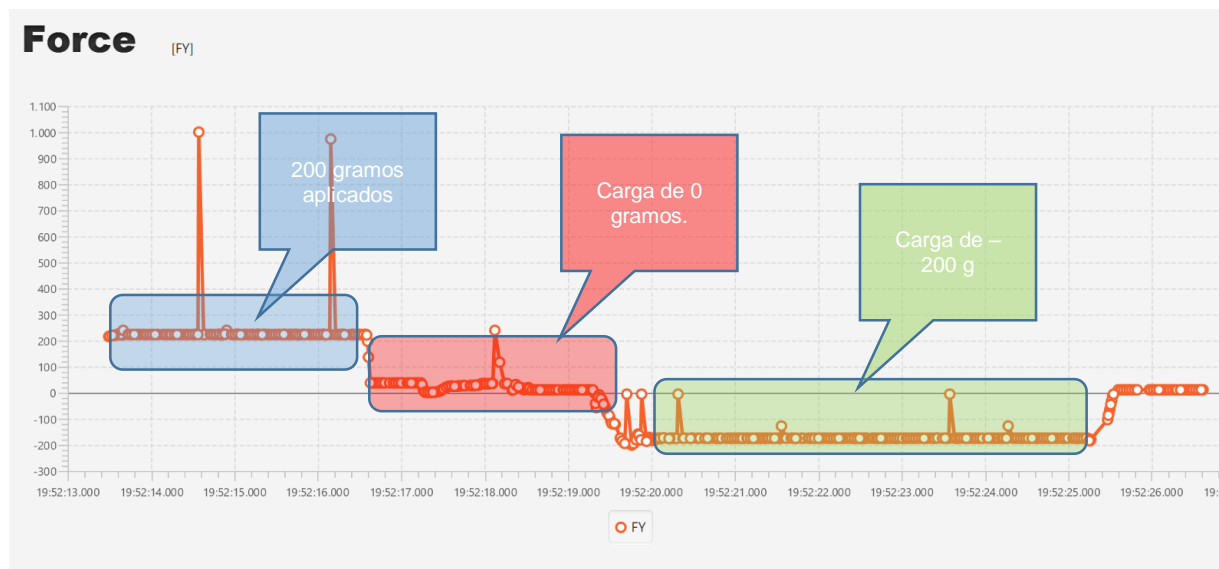 Force [FY]
200 gramos
aplicados
Carga de 0
gramos.
Carga de –
200 g
1.100
1.000
900
800
700
600
500
400
300
200
100
0
-100
-200
-300
19:52:13.000 19:52:14.000 19:52:15.000 19:52:16.000 19:52:17.000 19:52:18.000 19:52:19.000 19:52:20.000 19:52:21.000 19:52:22.000 19:52:23.000 19:52:24.000 19:52:25.000 19:52:26.000 19:
FY